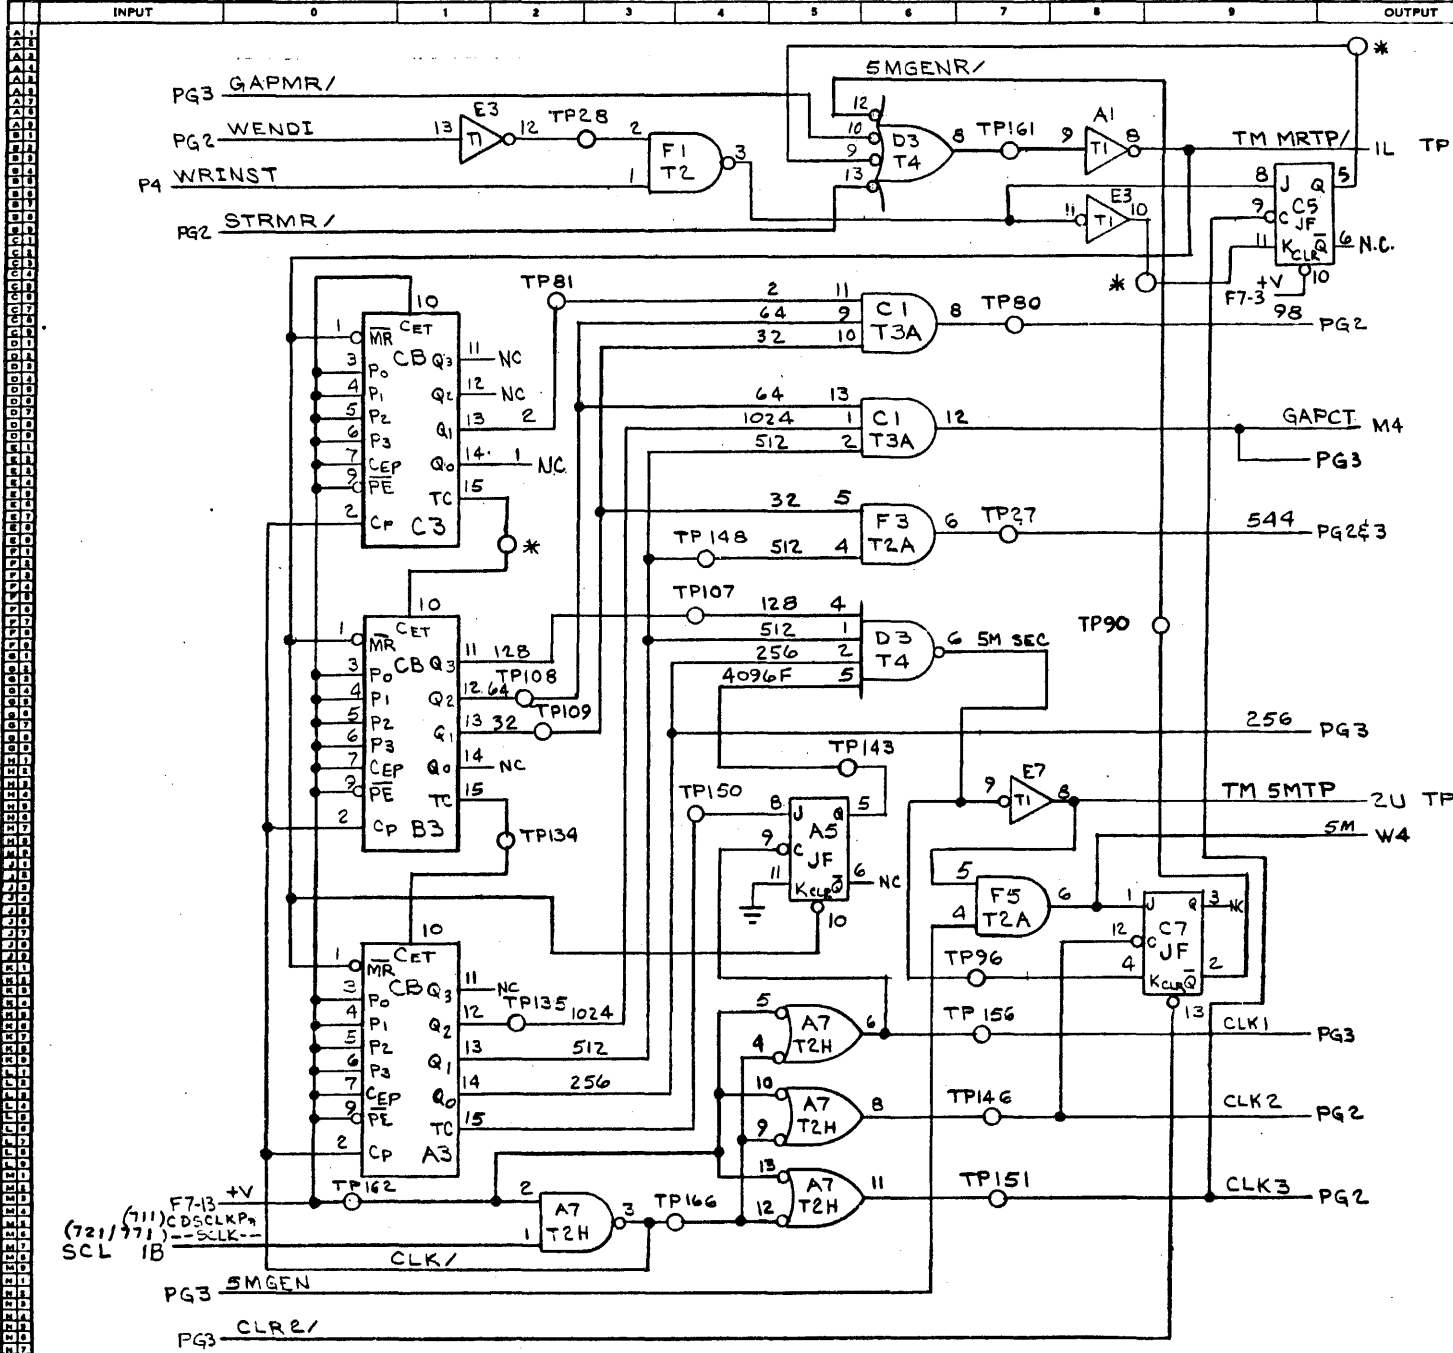 INPUT 0 1 2 3 4 5 6 7 8 9 OUTPUT
*
5MGENR/
PG3 GAPMR/
12
E3 TP28 A1
PG2 WENDI 13 T1 12 2 10 D3 8 TP161 9 T1 8 TM MRTP/ 1L TP
F1 3 9 T4
P4 WRINST 1 T2 13 8 J Q 5
E3 9 C C5
PG2 STRMR/ 11 T1 10 JF
11 K CLR Q 6 N.C.
* 10
+V
F7-3
TP81
10 2 11
CET 64 9 C1 8 TP80 98 PG2
1 MR 32 10 T3A
CB Q3 11 NC
3 P0
4 P1 Q2 12 NC
5 P2 Q1 13 2
64 13
1024 1 C1 12 GAPCT M4
512 2 T3A
6 P3
7 CEP Q0 14 1 NC PG3
9 PE
TC 15
2 CP C3
*
32 5 F3 6 TP27 544 PG2&3
TP148 512 4 T2A
TP107
10 128 4
CET 512 1 D3 6 5M SEC TP90
1 MR 256 2 T4
CB Q3 11 128 4096F 5
3 P0 TP108
4 P1 Q2 12 64
TP109
5 P2 Q1 13 32 256 PG3
6 P3
7 CEP Q0 14 NC TP143
9 PE
TC 15 TP150 E7
2 CP B3 8 J Q 5 9 T1 8 TM 5MTP 2U TP
TP134 9 C A5 5M W4
JF
11 K CLR Q 6 NC 5 F5 6 1 J Q 3 NC
10 4 T2A 12 C C7
JF
10 TP96 4 K CLR Q 2
CET 13
1 MR
CB Q3 11 NC
3 P0 TP135
4 P1 Q2 12 1024 5 A7 6 TP156 CLK1 PG3
4 T2H
5 P2 Q1 13 512
6 P3
7 CEP Q0 14 256 10 A7 8 TP146 CLK2 PG2
9 PE 9 T2H
TC 15
2 CP A3
13 A7 11 TP151 CLK3 PG2
12 T2H
F7-13 +V TP162 2 A7 3 TP166
(711) CDSCLKP
(721/771) --SCLK-- 1 T2H
SCL 1B
CLK/
PG3 5MGEN
PG3 CLR2/